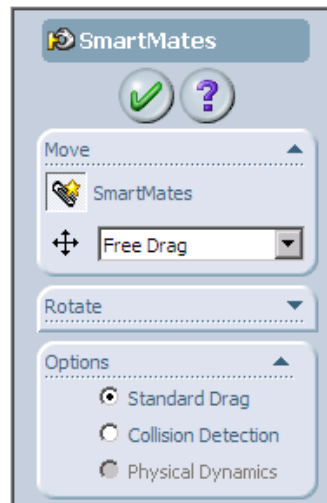 SmartMates
?
Move
SmartMates
Free Drag
Rotate
Options
Standard Drag
Collision Detection
Physical Dynamics